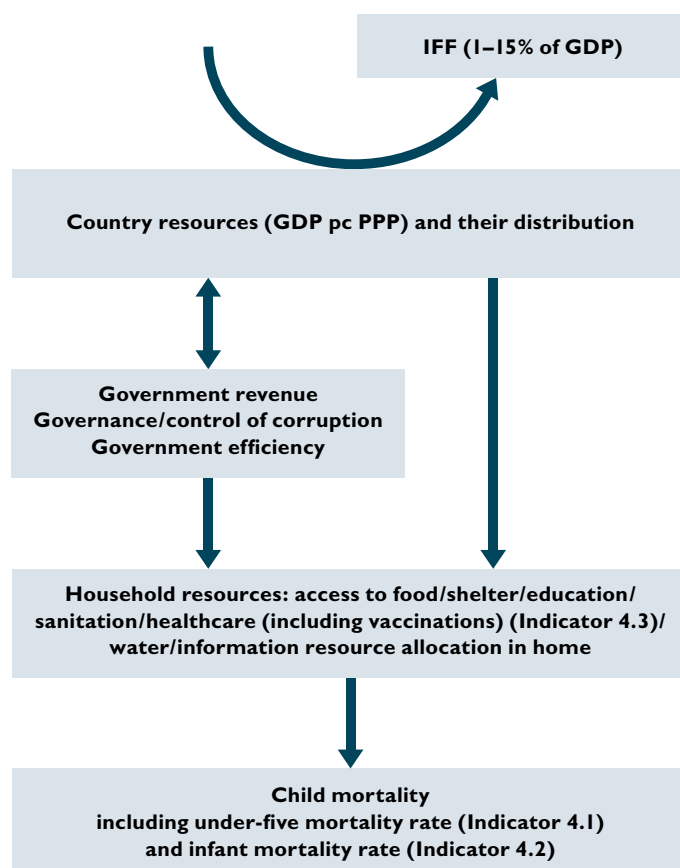 IFF (1–15% of GDP)
Country resources (GDP pc PPP) and their distribution
Government revenue
Governance/control of corruption
Government efficiency
Household resources: access to food/shelter/education/
sanitation/healthcare (including vaccinations) (Indicator 4.3)/
water/information resource allocation in home
Child mortality
including under-five mortality rate (Indicator 4.1)
and infant mortality rate (Indicator 4.2)